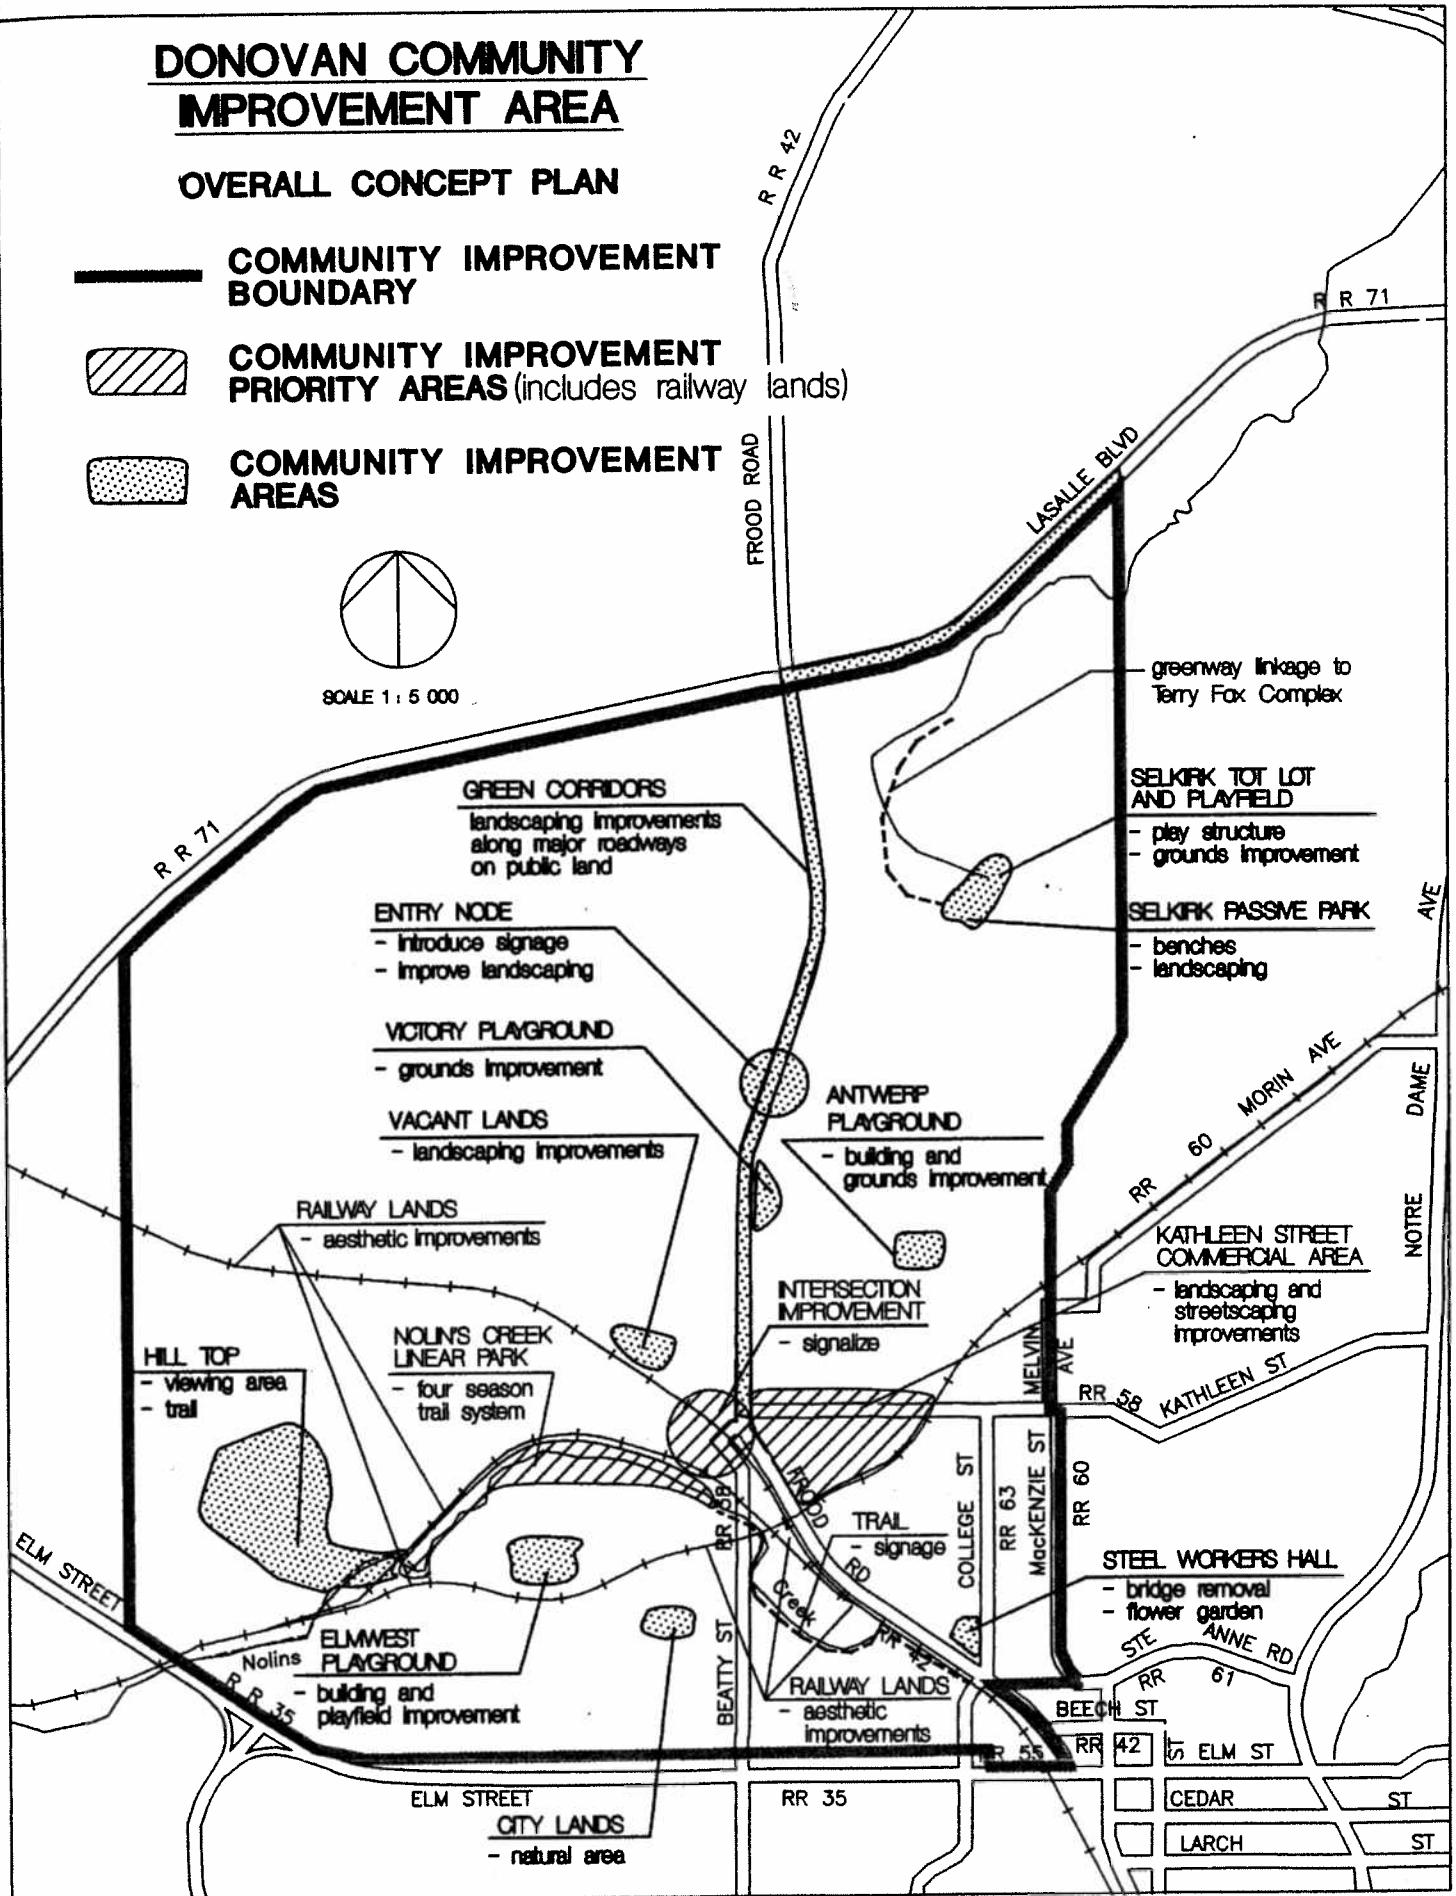 DONOVAN COMMUNITY
IMPROVEMENT AREA
OVERALL CONCEPT PLAN
COMMUNITY IMPROVEMENT
BOUNDARY
COMMUNITY IMPROVEMENT
PRIORITY AREAS (includes railway lands)
COMMUNITY IMPROVEMENT
AREAS
SCALE 1 : 5 000
R R 42
FROOD ROAD
R R 71
LASALLE BLVD
greenway linkage to
Terry Fox Complex
GREEN CORRIDORS
landscaping improvements
along major roadways
on public land
SELKIRK TOT LOT
AND PLAYFIELD
- play structure
- grounds improvement
R R 71
ENTRY NODE
- introduce signage
- improve landscaping
SELKIRK PASSIVE PARK
- benches
- landscaping
AVE
DAME
NOTRE
VICTORY PLAYGROUND
- grounds improvement
VACANT LANDS
- landscaping improvements
ANTWERP
PLAYGROUND
- building and
grounds improvement
RR 60 MORIN AVE
RAILWAY LANDS
- aesthetic improvements
KATHLEEN STREET
COMMERCIAL AREA
- landscaping and
streetscaping
improvements
INTERSECTION
IMPROVEMENT
- signalize
NOLIN'S CREEK
LINEAR PARK
- four season
trail system
HILL TOP
- viewing area
- trail
MELVIN
AVE
RR 58 KATHLEEN ST
FROOD
RD
RR 58
COLLEGE ST
RR 63
MacKENZIE ST
RR 60
TRAIL
- signage
STEEL WORKERS HALL
- bridge removal
- flower garden
ELM STREET
Creek
RR 42
STE ANNE RD
RR 61
Nolins
ELMWEST
PLAYGROUND
- building and
playfield improvement
R R 35
BEATTY ST
RAILWAY LANDS
- aesthetic
improvements
BEECH ST
RR 55
RR 42
ST
ELM ST
ELM STREET
RR 35
CEDAR ST
CITY LANDS
- natural area
LARCH ST